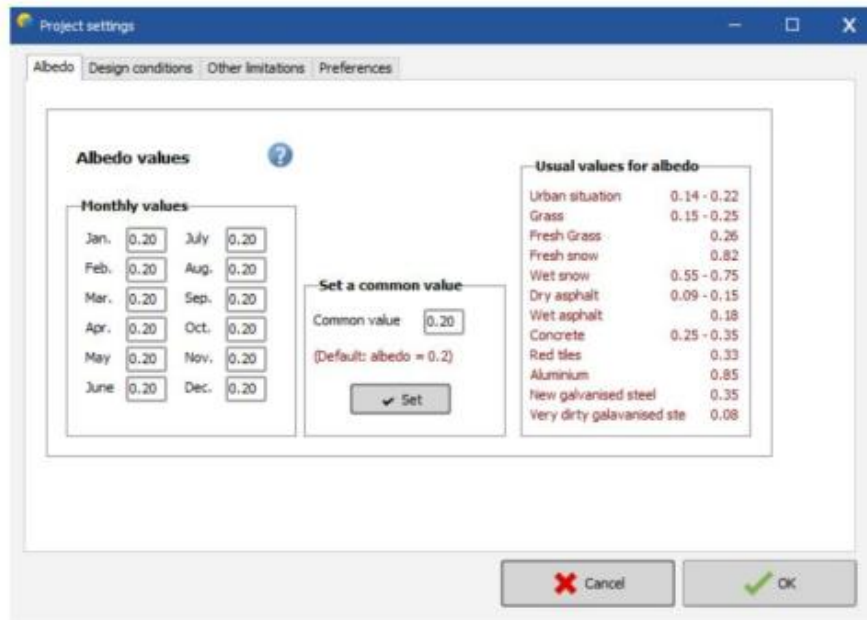 Project settings
Albedo Design conditions Other limitations Preferences
Albedo values
Monthly values
Jan. 0.20 July 0.20
Feb. 0.20 Aug. 0.20
Mar. 0.20 Sep. 0.20
Apr. 0.20 Oct. 0.20
May 0.20 Nov. 0.20
June 0.20 Dec. 0.20
Set a common value
Common value 0.20
(Default: albedo = 0.2)
Set
Usual values for albedo
Urban situation 0.14 - 0.22
Grass 0.15 - 0.25
Fresh Grass 0.26
Fresh snow 0.82
Wet snow 0.55 - 0.75
Dry asphalt 0.09 - 0.15
Wet asphalt 0.18
Concrete 0.25 - 0.35
Red tiles 0.33
Aluminium 0.85
New galvanised steel 0.35
Very dirty galavanised ste 0.08
Cancel OK